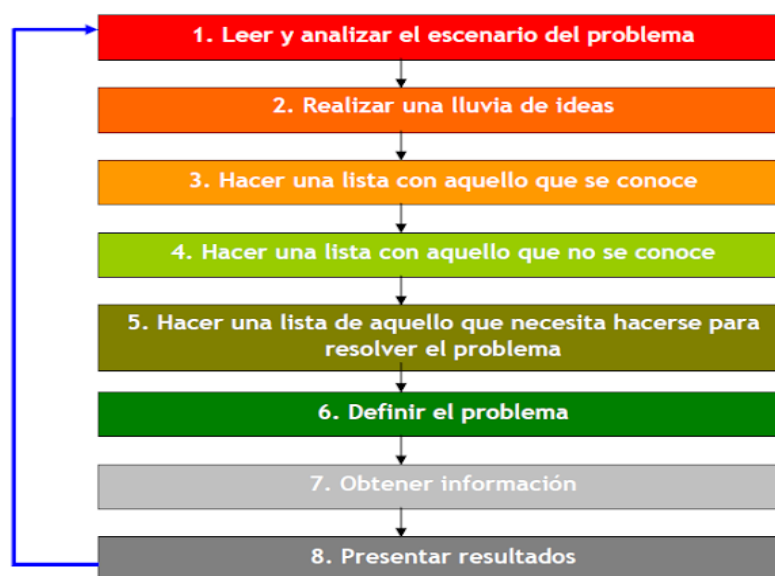 1. Leer y analizar el escenario del problema
2. Realizar una lluvia de ideas
3. Hacer una lista con aquello que se conoce
4. Hacer una lista con aquello que no se conoce
5. Hacer una lista de aquello que necesita hacerse para
resolver el problema
6. Definir el problema
7. Obtener información
8. Presentar resultados